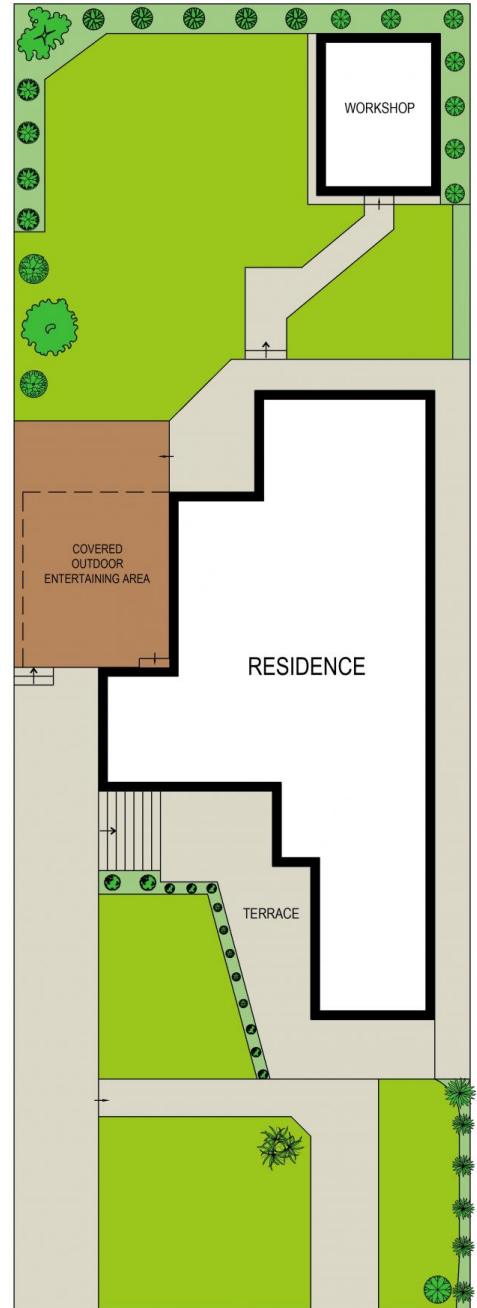 WORKSHOP
COVERED
OUTDOOR
ENTERTAINING AREA
RESIDENCE
TERRACE